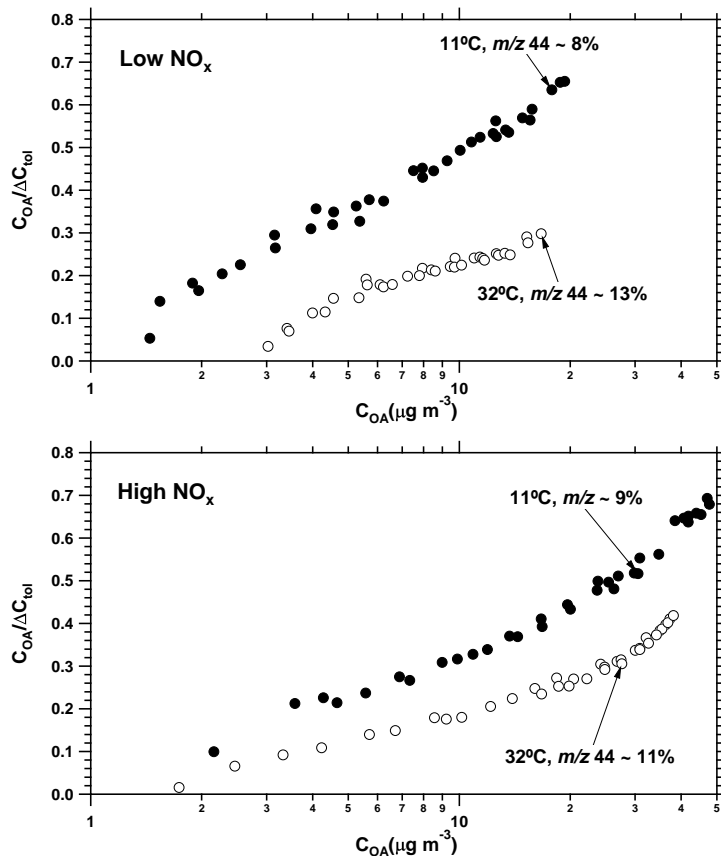 0.8
0.7
0.6
0.5
0.4
0.3
0.2
0.1
0.0
C_OA/ΔC_tol
Low NO_x
11ºC, m/z 44 ~ 8%
32ºC, m/z 44 ~ 13%
1 2 3 4 5 6 7 8 9 10 2 3 4 5
C_OA(μg m⁻³)
0.8
0.7
0.6
0.5
0.4
0.3
0.2
0.1
0.0
C_OA/ΔC_tol
High NO_x
11ºC, m/z ~ 9%
32ºC, m/z 44 ~ 11%
1 2 3 4 5 6 7 8 9 10 2 3 4 5
C_OA(μg m⁻³)